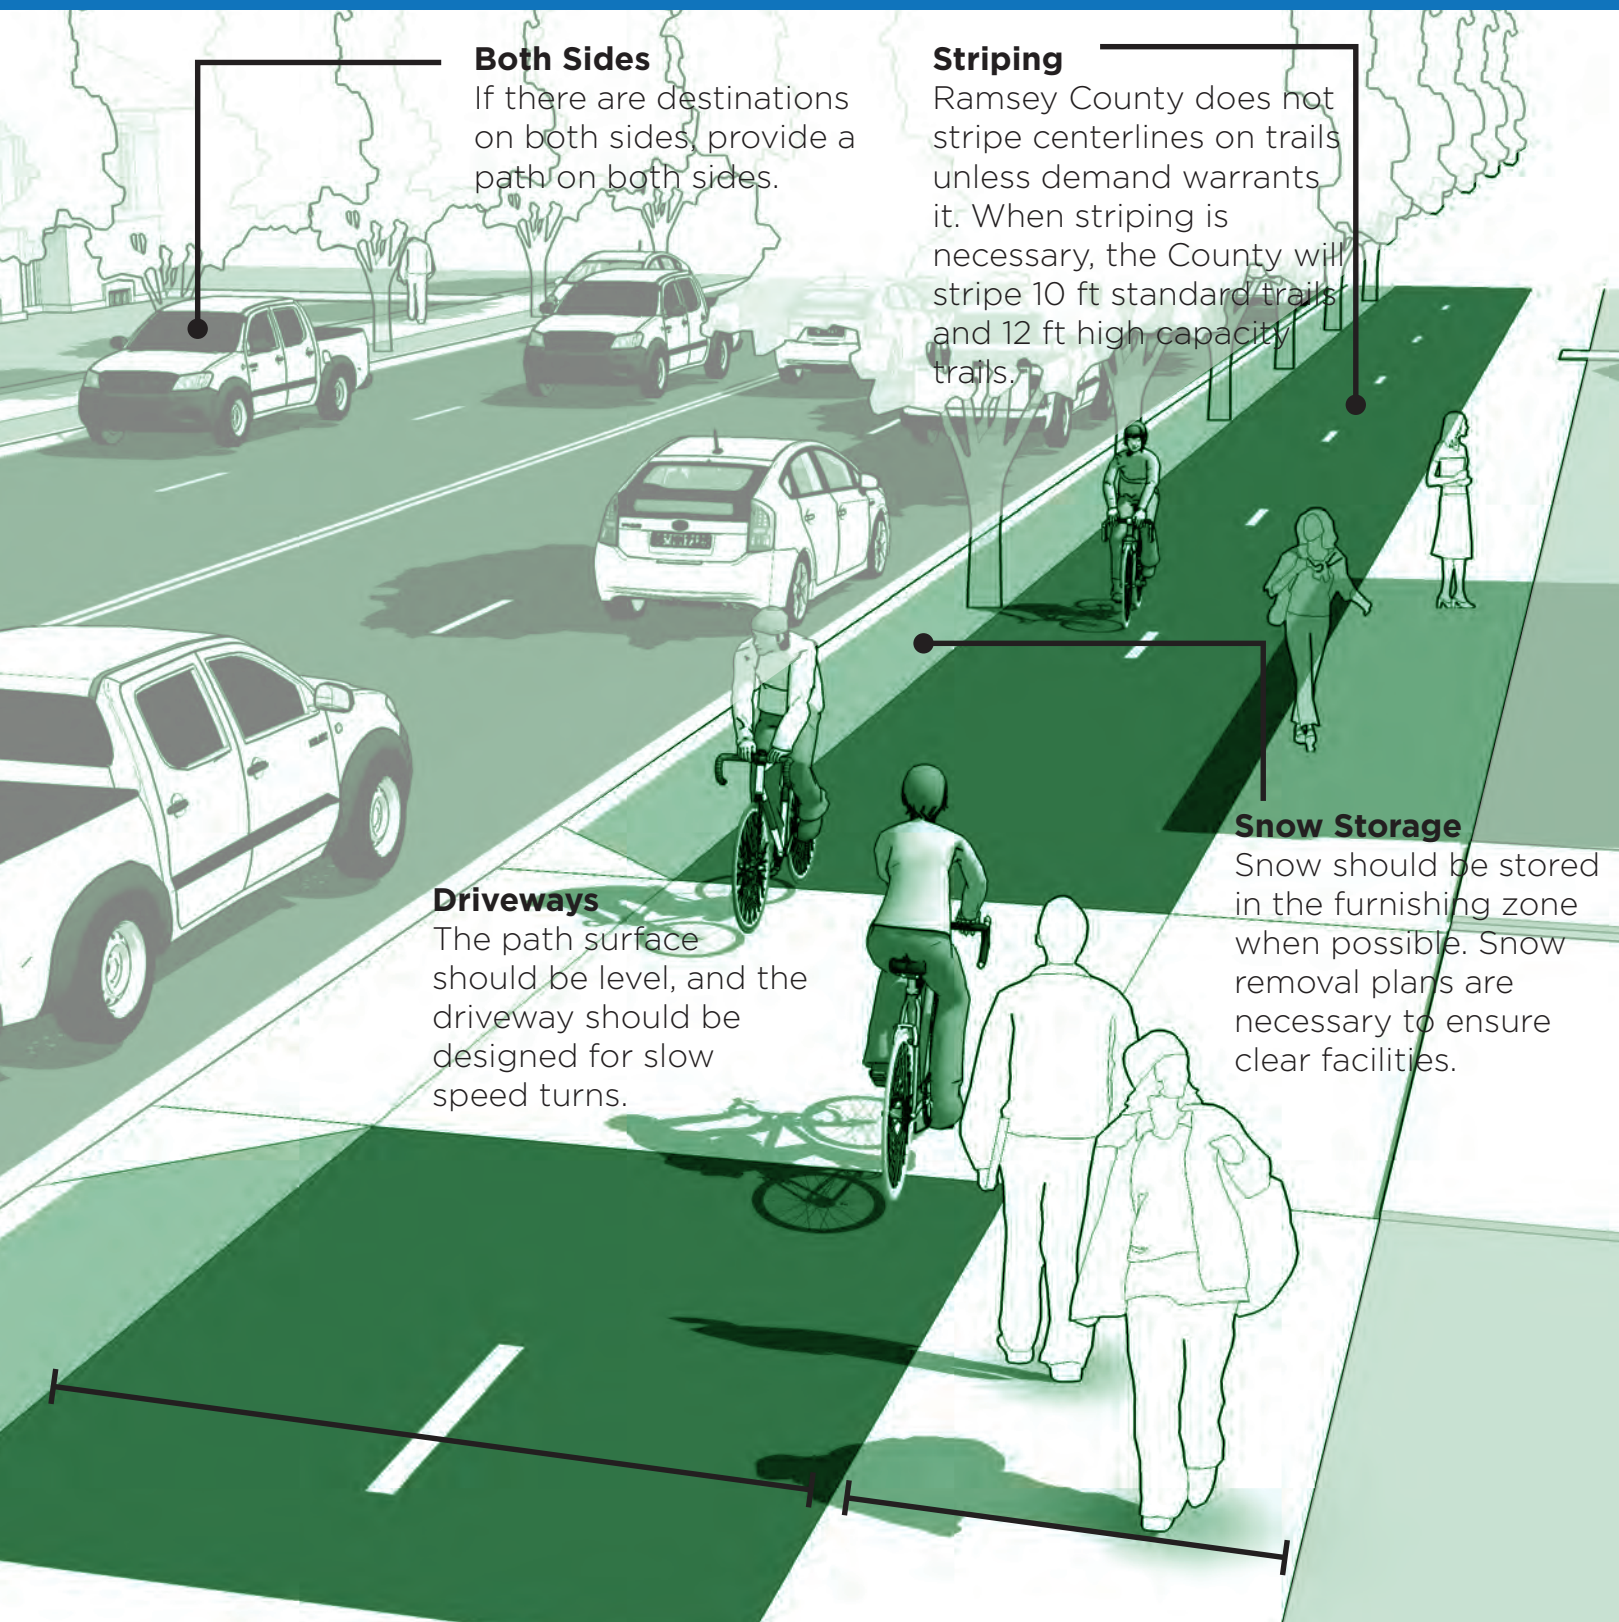 Both Sides
If there are destinations
on both sides, provide a
path on both sides.
Striping
Ramsey County does not
stripe centerlines on trails
unless demand warrants
it. When striping is
necessary, the County will
stripe 10 ft standard trails
and 12 ft high capacity
trails.
Snow Storage
Snow should be stored
in the furnishing zone
when possible. Snow
removal plans are
necessary to ensure
clear facilities.
Driveways
The path surface
should be level, and the
driveway should be
designed for slow
speed turns.